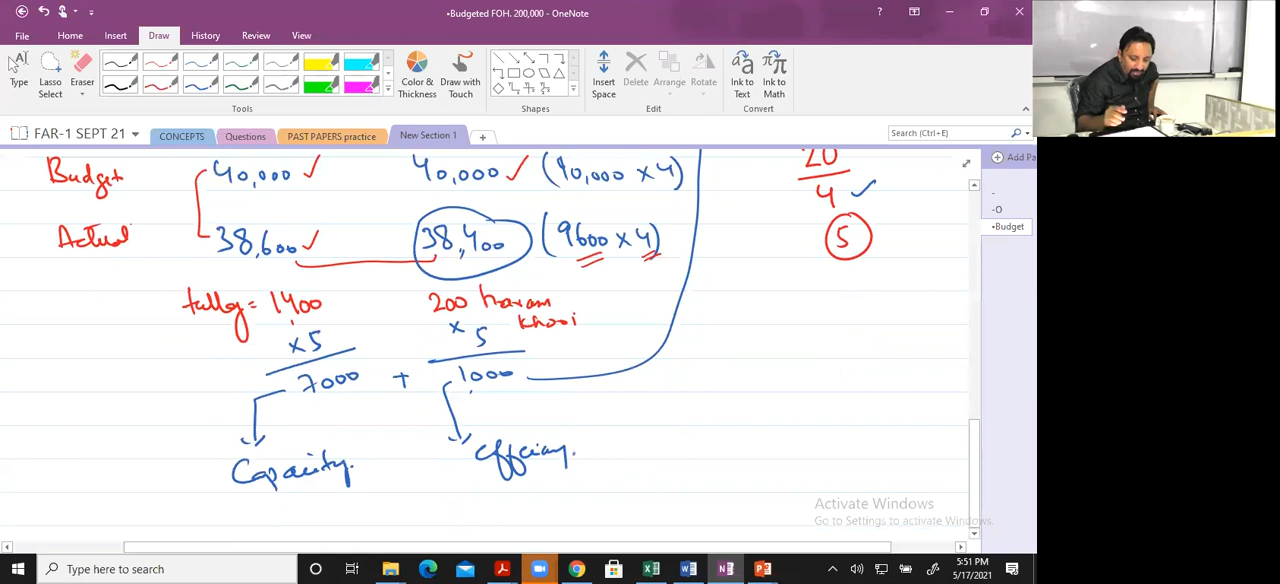 •Budgeted FOH. 200,000 - OneNote
File Home Insert Draw History Review View
Type
Lasso Select
Eraser
Color & Thickness
Draw with Touch
Insert Space
Delete
Arrange
Rotate
Ink to Text
Ink to Math
Tools
Shapes
Edit
Convert
FAR-1 SEPT 21
CONCEPTS
Questions
PAST PAPERS practice
New Section 1
Search (Ctrl+E)
Add Pa
-
-O
•Budget
Budget 40,000 ✓ 40,000 ✓ (10,000 x 4)
20
4 ✓
Actual 38,600 ✓ 38,400 (9600 x 4)
5
= 1400 200 haram
x 5 x 5
7000 + 1000
Capacity.
Activate Windows
Go to Settings to activate Windows.
Type here to search
5:51 PM
5/17/2021